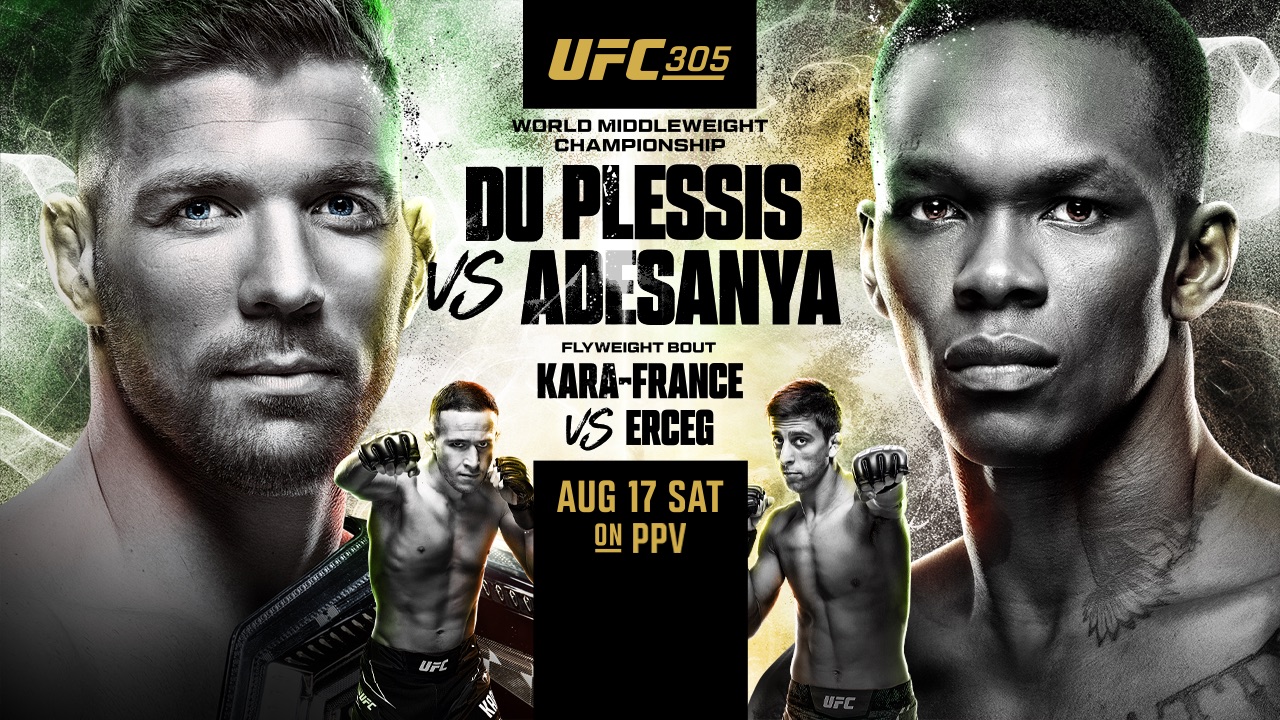 UFC 305
WORLD MIDDLEWEIGHT
CHAMPIONSHIP
DU PLESSIS
VS ADESANYA
FLYWEIGHT BOUT
KARA-FRANCE
VS ERCEG
AUG 17 SAT
ON PPV
UFC
UFC
UFC